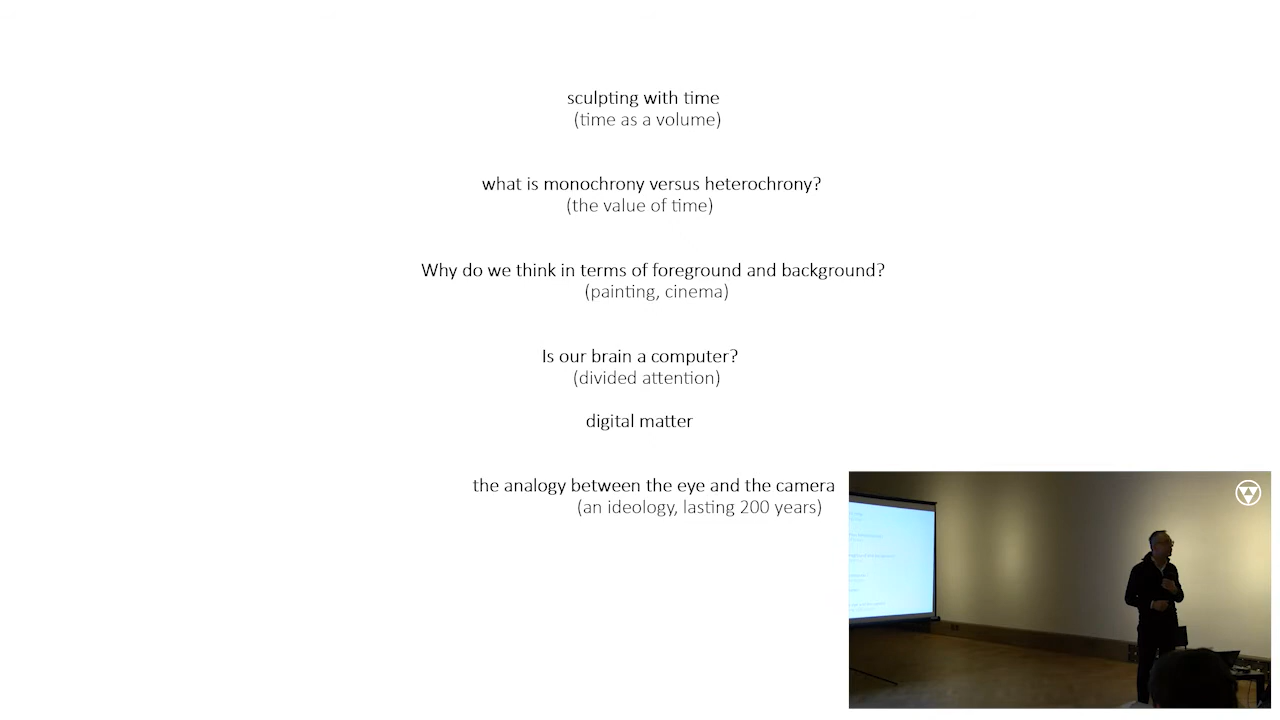 sculpting with time
(time as a volume)
what is monochrony versus heterochrony?
(the value of time)
Why do we think in terms of foreground and background?
(painting, cinema)
Is our brain a computer?
(divided attention)
digital matter
the analogy between the eye and the camera
(an ideology, lasting 200 years)